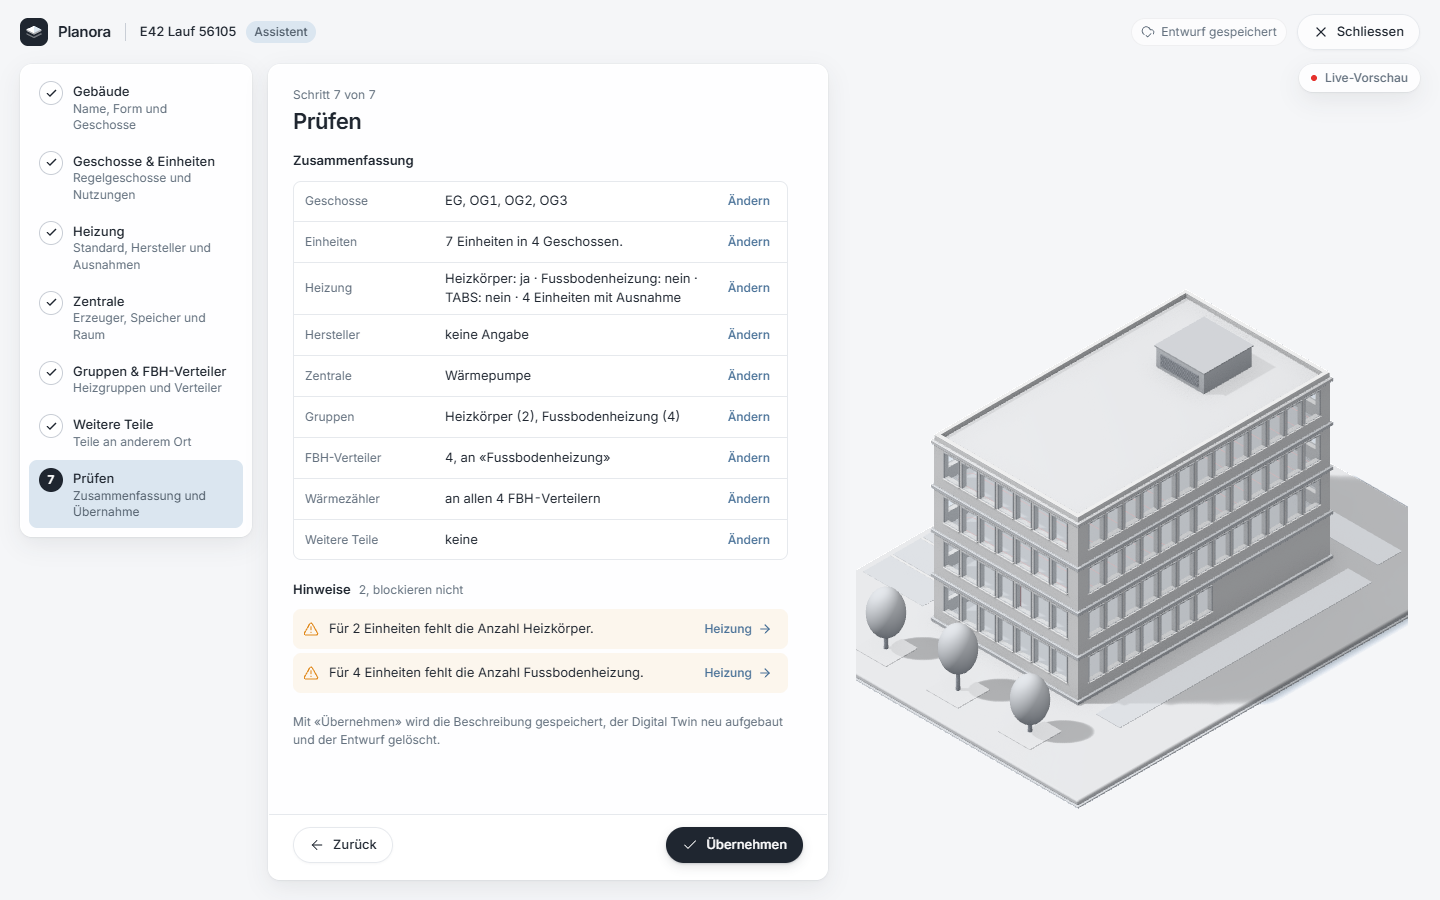 Planora
E42 Lauf 56105
Assistent
Entwurf gespeichert
Schliessen
Gebäude
Name, Form und
Geschosse
Geschosse & Einheiten
Regelgeschosse und
Nutzungen
Heizung
Standard, Hersteller und
Ausnahmen
Zentrale
Erzeuger, Speicher und
Raum
Gruppen & FBH-Verteiler
Heizgruppen und Verteiler
Weitere Teile
Teile an anderem Ort
7
Prüfen
Zusammenfassung und
Übernahme
Schritt 7 von 7
Prüfen
Zusammenfassung
Geschosse
EG, OG1, OG2, OG3
Ändern
Einheiten
7 Einheiten in 4 Geschossen.
Ändern
Heizung
Heizkörper: ja · Fussbodenheizung: nein ·
TABS: nein · 4 Einheiten mit Ausnahme
Ändern
Hersteller
keine Angabe
Ändern
Zentrale
Wärmepumpe
Ändern
Gruppen
Heizkörper (2), Fussbodenheizung (4)
Ändern
FBH-Verteiler
4, an «Fussbodenheizung»
Ändern
Wärmezähler
an allen 4 FBH-Verteilern
Ändern
Weitere Teile
keine
Ändern
Hinweise 2, blockieren nicht
Für 2 Einheiten fehlt die Anzahl Heizkörper.
Heizung
Für 4 Einheiten fehlt die Anzahl Fussbodenheizung.
Heizung
Mit «Übernehmen» wird die Beschreibung gespeichert, der Digital Twin neu aufgebaut
und der Entwurf gelöscht.
Zurück
Übernehmen
Live-Vorschau